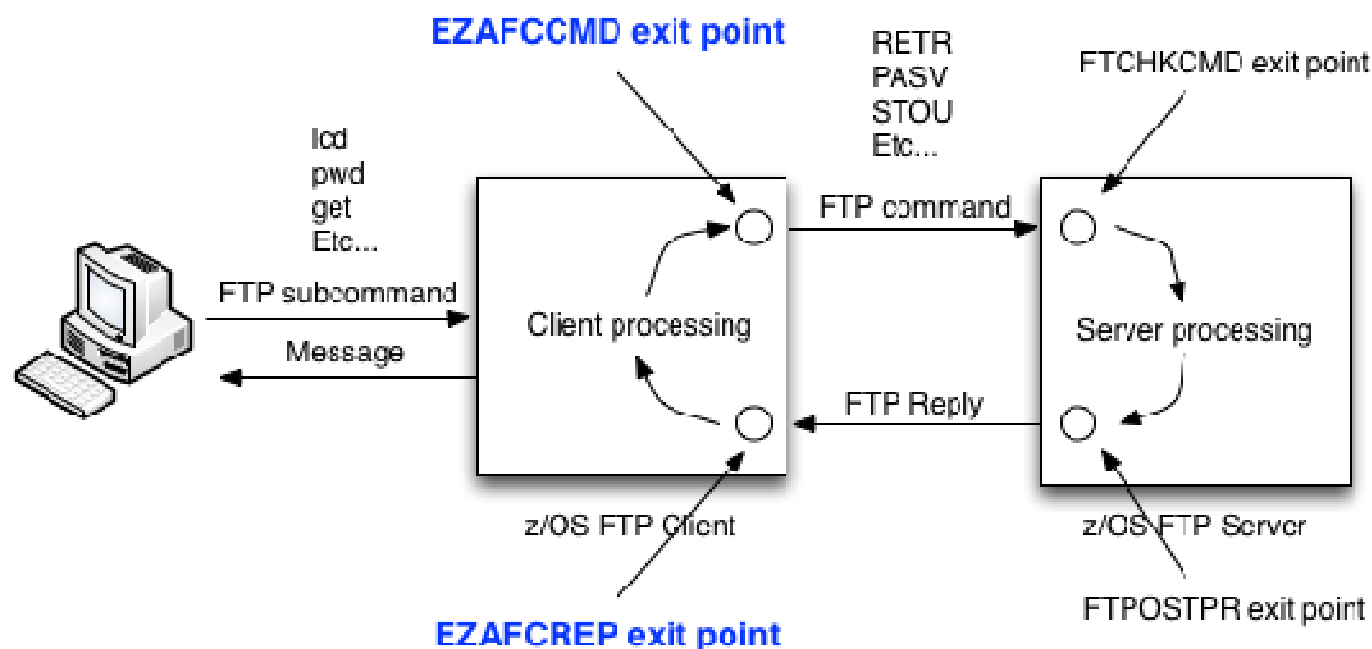 EZAFCCMD exit point
RETR
PASV
STOU
Etc...
FTCHKCMD exit point
lcd
pwd
get
Etc...
FTP subcommand
Message
Client processing
FTP command
FTP Reply
Server processing
z/OS FTP Client
z/OS FTP Server
EZAFCREP exit point
FTPOSTPR exit point